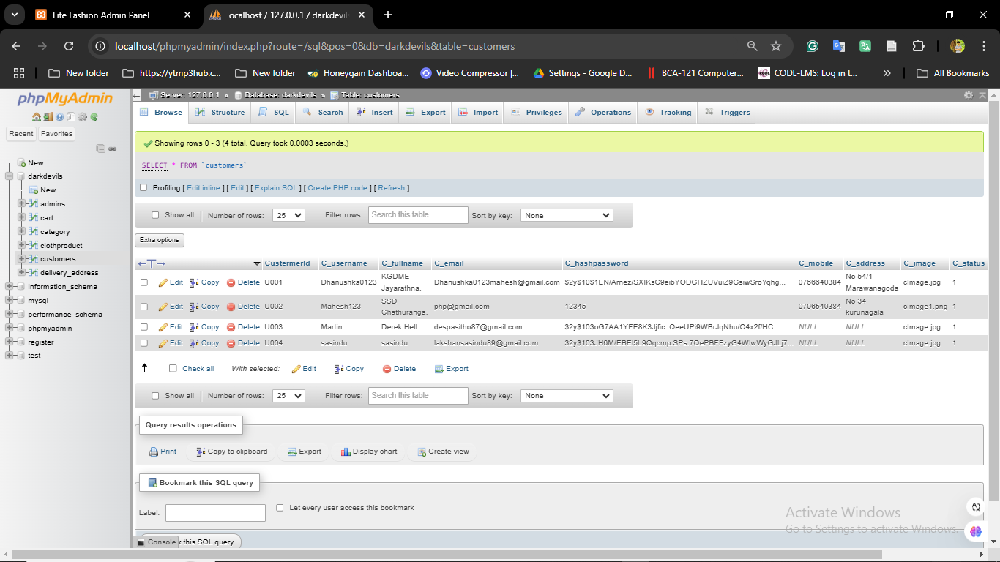 Lite Fashion Admin Panel
localhost / 127.0.0.1 / darkdevils
localhost/phpmyadmin/index.php?route=/sql&pos=0&db=darkdevils&table=customers
New folder https://ytmp3hub.c... New folder Honeygain Dashboa... Video Compressor |... Settings - Google D... BCA-121 Computer... CODL-LMS: Log in t... » All Bookmarks
phpMyAdmin
Recent Favorites
New
darkdevils
New
admins
cart
category
clothproduct
customers
delivery_address
information_schema
mysql
performance_schema
phpmyadmin
register
test
Server: 127.0.0.1 » Database: darkdevils » Table: customers
Browse Structure SQL Search Insert Export Import Privileges Operations Tracking Triggers
Showing rows 0 - 3 (4 total, Query took 0.0003 seconds.)
SELECT * FROM `customers`
Profiling [ Edit inline ] [ Edit ] [ Explain SQL ] [ Create PHP code ] [ Refresh ]
Show all Number of rows: 25 Filter rows: Search this table Sort by key: None
Extra options
←T→ CustermerId C_username C_fullname C_email C_hashpassword C_mobile C_address C_image C_status
Edit Copy Delete U001 Dhanushka0123 KGDME Jayarathna. Dhanushka0123mahesh@gmail.com $2y$10$1EN/Arnez/SXIKsC9eibYODGHZUVuiZ9GsiwSroYqhg... 0766640384 No 54/1 Marawanagoda cImage.jpg 1
Edit Copy Delete U002 Mahesh123 SSD Chathuranga. php@gmail.com 12345 0706540384 No 34 kurunagala cImage1.png 1
Edit Copy Delete U003 Martin Derek Hell despasitho87@gmail.com $2y$10$oG7AA1YFE8K3Jjfic..QeeUPi9WBrJqNhu/O4x2f/HC... NULL NULL cImage.jpg 1
Edit Copy Delete U004 sasindu sasindu lakshansasindu89@gmail.com $2y$10$JH6M/EBEI5L9Qqcmp.SPs.7QePBFFzyG4WlwWyGJLj7... NULL NULL cImage.jpg 1
Check all With selected: Edit Copy Delete Export
Show all Number of rows: 25 Filter rows: Search this table Sort by key: None
Query results operations
Print Copy to clipboard Export Display chart Create view
Bookmark this SQL query
Label: Let every user access this bookmark
Activate Windows
Go to Settings to activate Windows.
Console k this SQL query